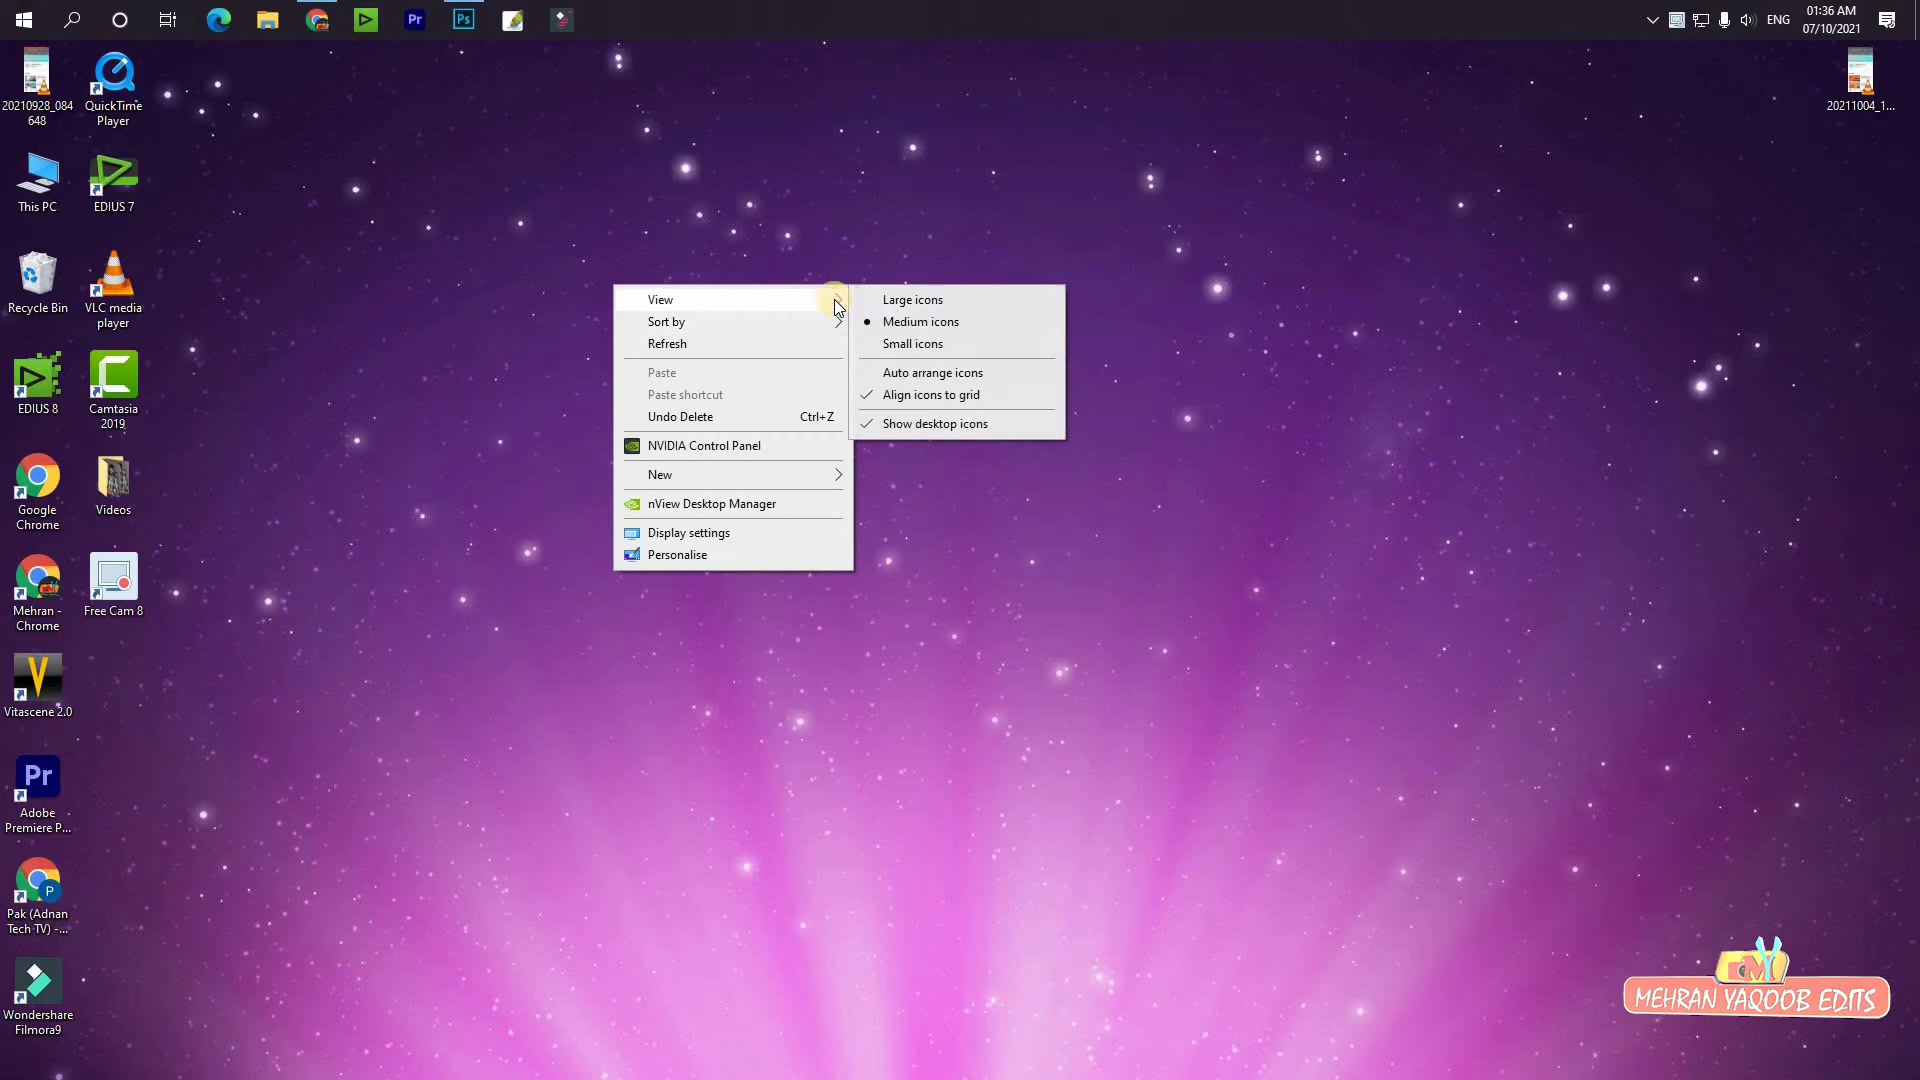 Pr
Ps
ENG
01:36 AM
07/10/2021
20210928_084
648
QuickTime
Player
20211004_1...
This PC
EDIUS 7
Recycle Bin
VLC media
player
EDIUS 8
Camtasia
2019
Google
Chrome
Videos
Mehran -
Chrome
Free Cam 8
Vitascene 2.0
Pr
Adobe
Premiere P...
P
Pak (Adnan
Tech TV) -...
Wondershare
Filmora9
View
Sort by
Refresh
Paste
Paste shortcut
Undo Delete Ctrl+Z
NVIDIA Control Panel
New
nView Desktop Manager
Display settings
Personalise
Large icons
Medium icons
Small icons
Auto arrange icons
Align icons to grid
Show desktop icons
MY
MEHRAN YAQOOB EDITS